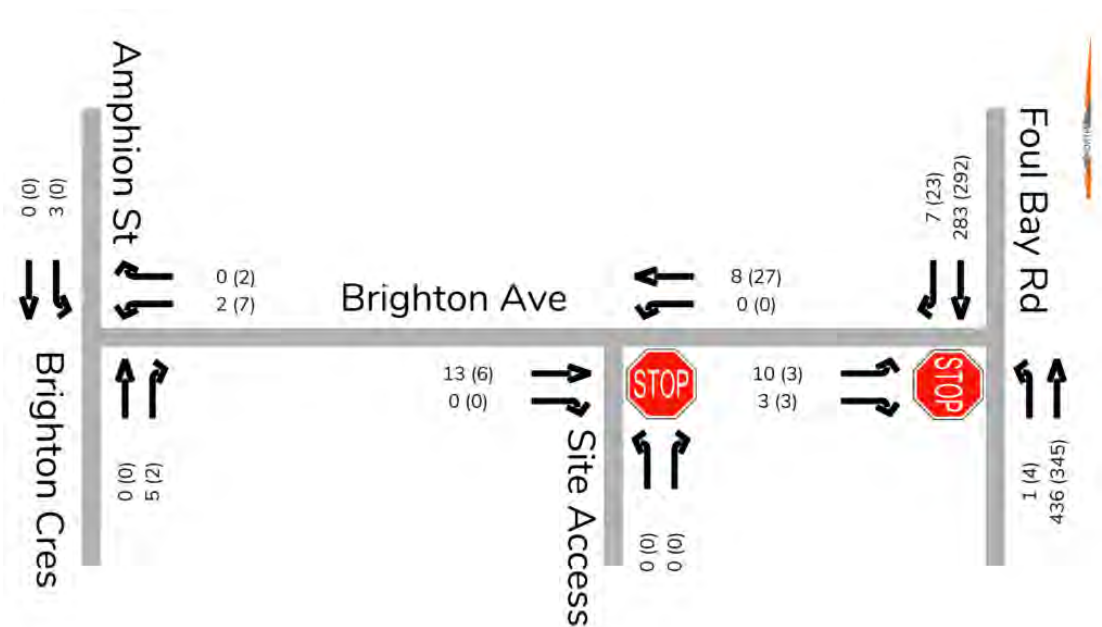 Amphion St
Foul Bay Rd
0 (0)
3 (0)
7 (23)
283 (292)
0 (2)
2 (7)
Brighton Ave
8 (27)
0 (0)
Brighton Cres
13 (6)
0 (0)
STOP
10 (3)
3 (3)
STOP
Site Access
0 (0)
5 (2)
0 (0)
0 (0)
1 (4)
436 (345)